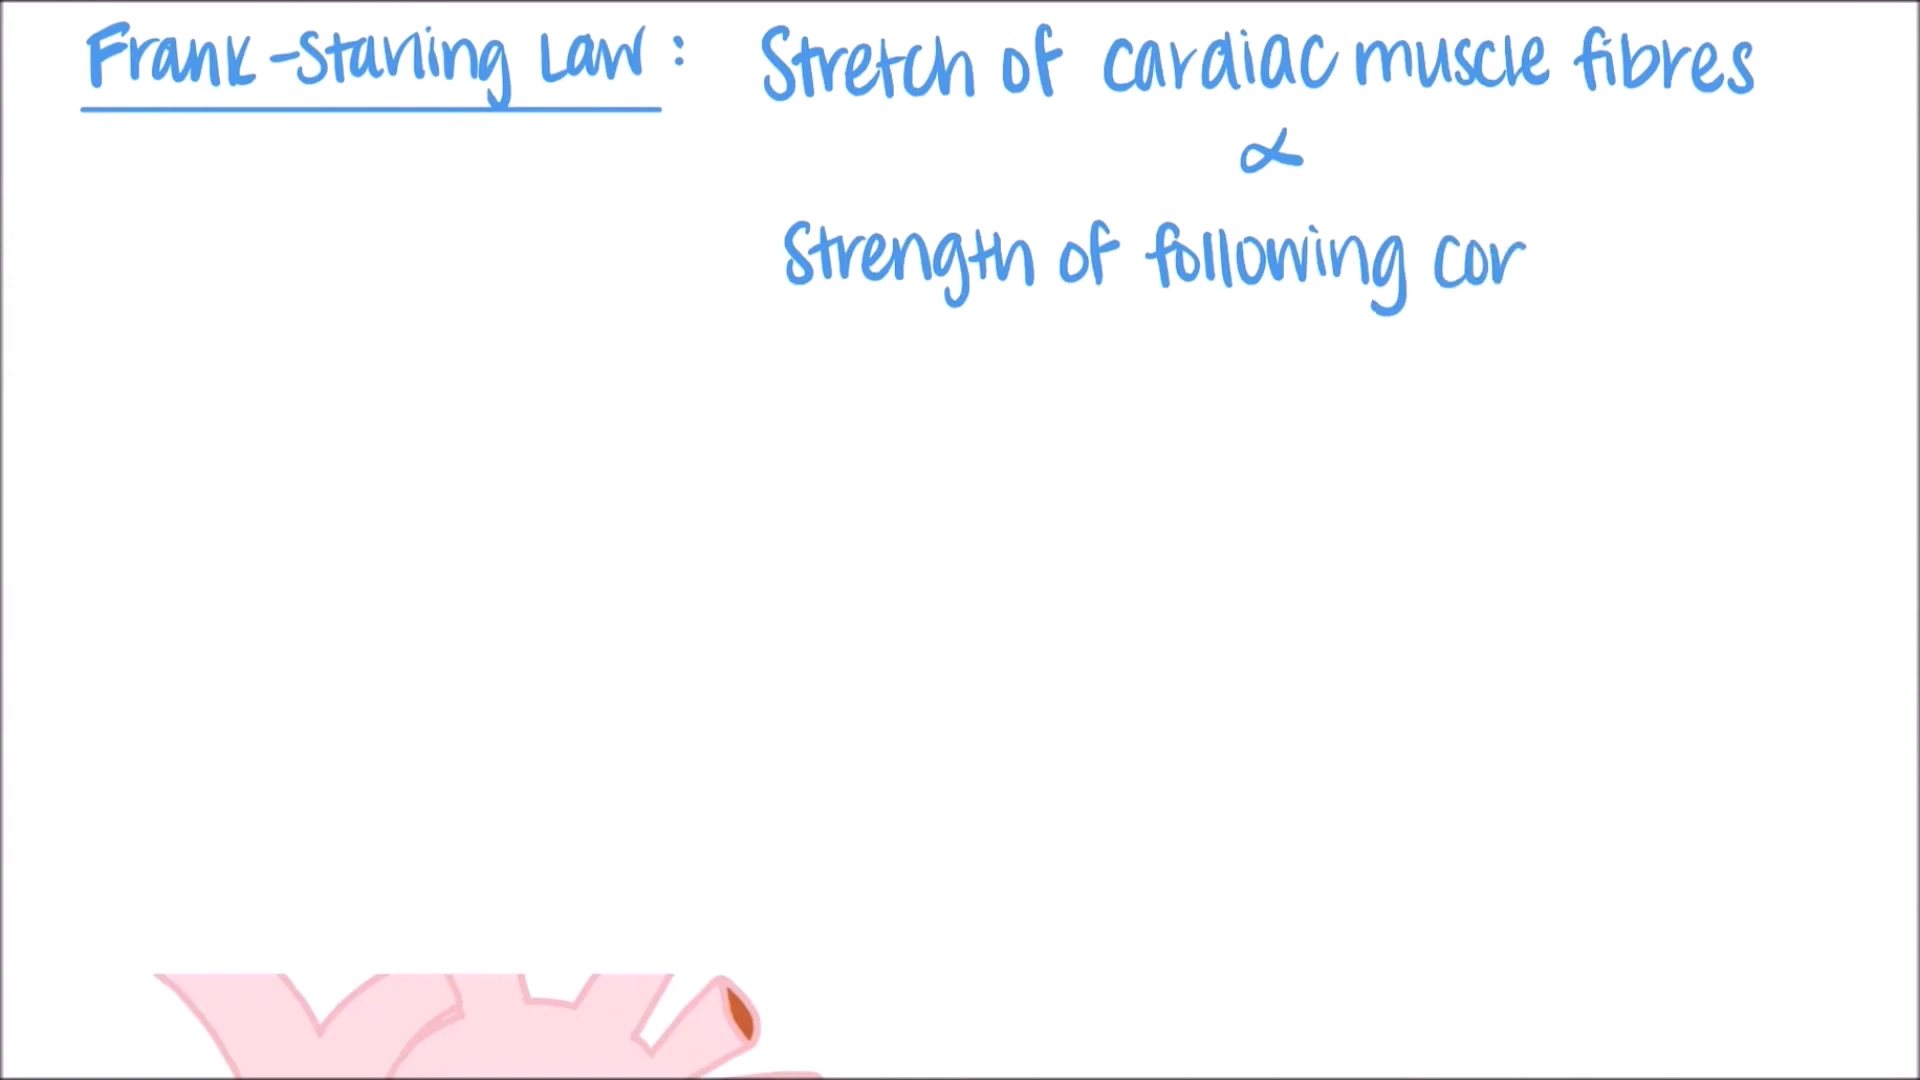 Frank-Starling Law: Stretch of cardiac muscle fibres
∝
Strength of following cor